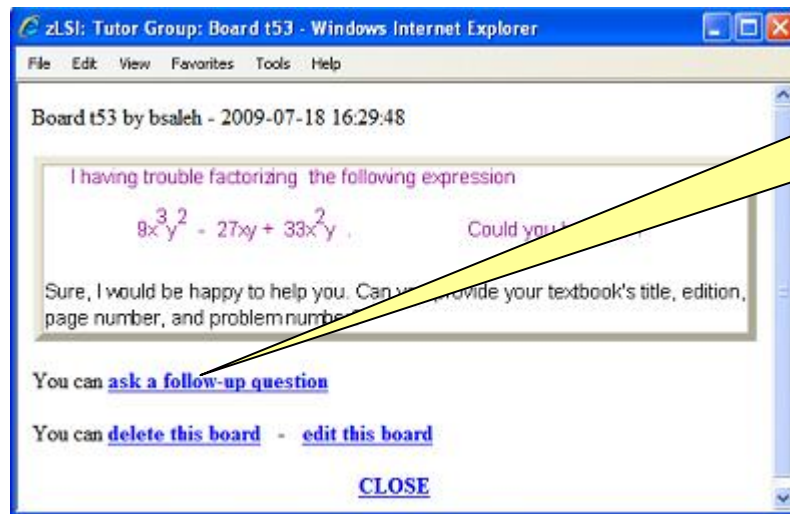 zLSI: Tutor Group: Board t53 - Windows Internet Explorer
File Edit View Favorites Tools Help
Board t53 by bsaleh - 2009-07-18 16:29:48
I having trouble factorizing the following expression
9x³y² - 27xy + 33x²y . Could you
Sure, I would be happy to help you. Can you provide your textbook's title, edition,
page number, and problem number
You can ask a follow-up question
You can delete this board - edit this board
CLOSE